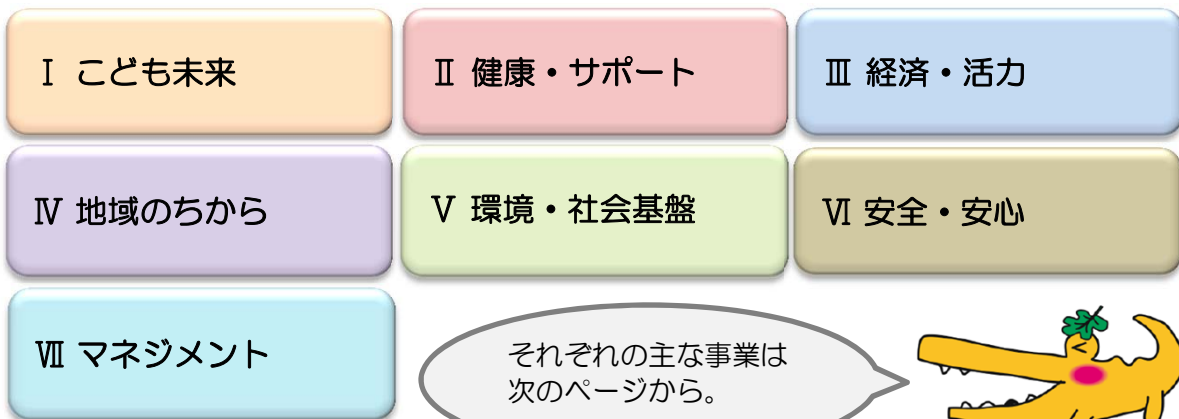 Ⅰ こども未来
Ⅱ 健康・サポート
Ⅲ 経済・活力
Ⅳ 地域のちから
Ⅴ 環境・社会基盤
Ⅵ 安全・安心
Ⅶ マネジメント
それぞれの主な事業は
次のページから。